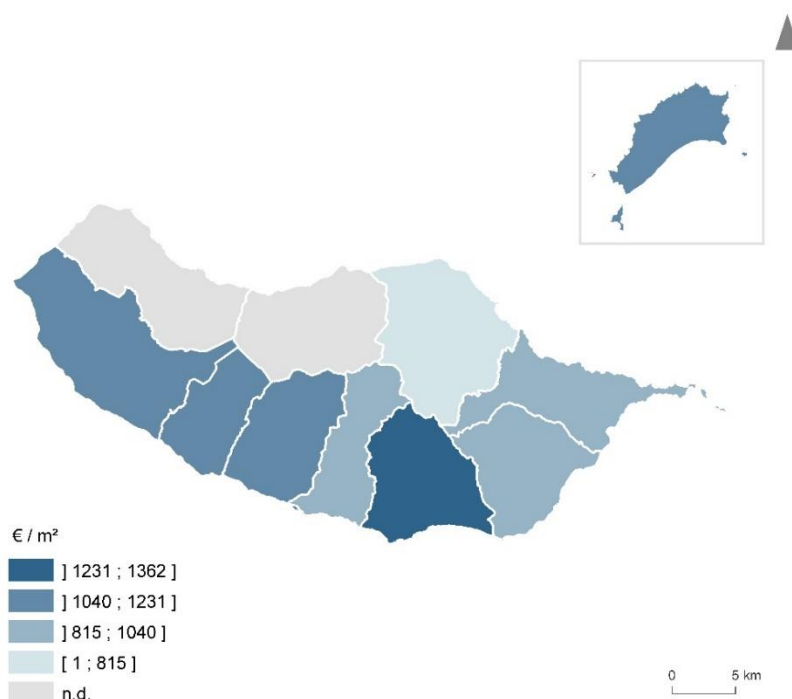 € / m²
] 1231 ; 1362 ]
] 1040 ; 1231 ]
] 815 ; 1040 ]
[ 1 ; 815 ]
n.d.
0 5 km